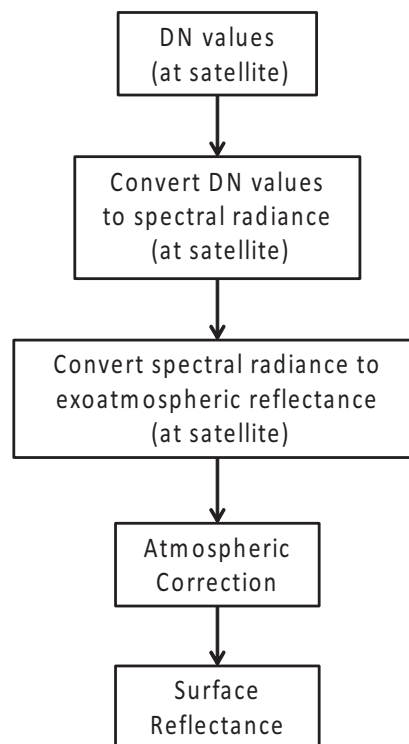 DN values
(at satellite)
Convert DN values
to spectral radiance
(at satellite)
Convert spectral radiance to
exoatmospheric reflectance
(at satellite)
Atmospheric
Correction
Surface
Reflectance